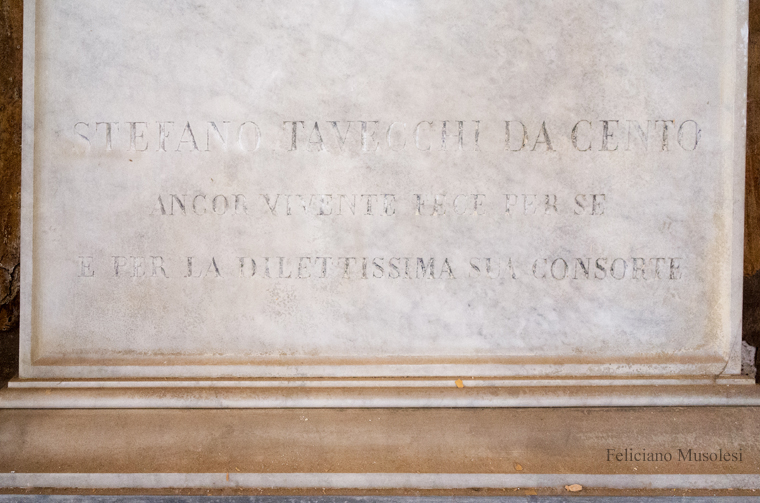 STEFANO TAVECCHI DA CENTO
ANCOR VIVENTE FECE PER SE
E PER LA DILETTISSIMA SUA CONSORTE
Feliciano Musolesi